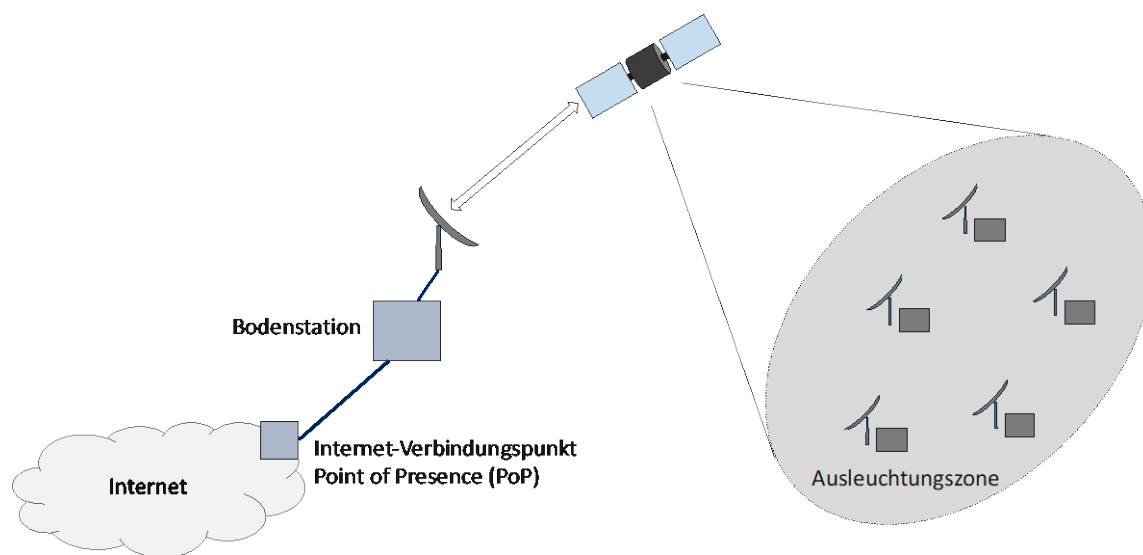 Bodenstation
Internet-Verbindungspunkt
Point of Presence (PoP)
Internet
Ausleuchtungszone